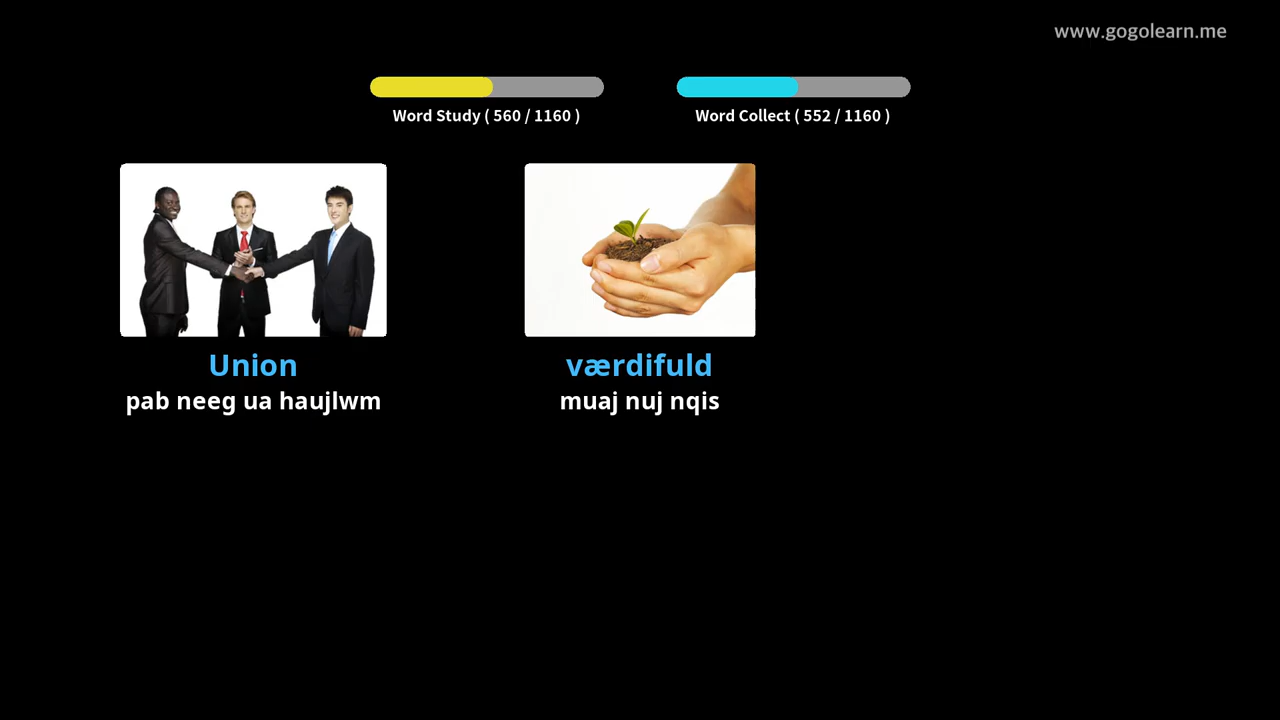 www.gogolearn.me
Word Study ( 560 / 1160 )
Word Collect ( 552 / 1160 )
Union
pab neeg ua haujlwm
værdifuld
muaj nuj nqis